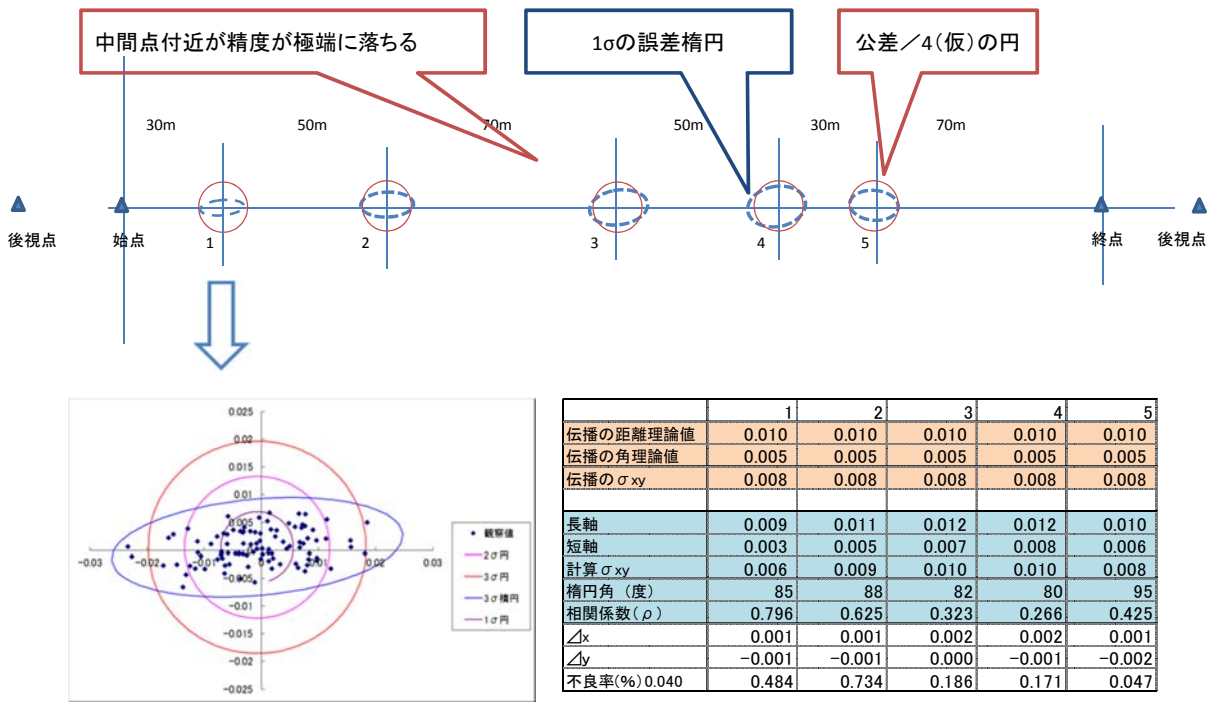 中間点付近が精度が極端に落ちる
1σの誤差楕円
公差／4(仮)の円
30m 50m 70m 50m 30m 70m
後視点 始点 1 2 3 4 5 終点 後視点
0.025
0.02
0.015
0.01
0.005
0
-0.03 -0.02 -0.01 0 0.01 0.02 0.03
-0.005
-0.01
-0.015
-0.02
-0.025
観察値
2σ円
3σ円
3σ楕円
1σ円
1 2 3 4 5
伝播の距離理論値 0.010 0.010 0.010 0.010 0.010
伝播の角理論値 0.005 0.005 0.005 0.005 0.005
伝播のσxy 0.008 0.008 0.008 0.008 0.008
長軸 0.009 0.011 0.012 0.012 0.010
短軸 0.003 0.005 0.007 0.008 0.006
計算σxy 0.006 0.009 0.010 0.010 0.008
楕円角（度） 85 88 82 80 95
相関係数(ρ) 0.796 0.625 0.323 0.266 0.425
⊿x 0.001 0.001 0.002 0.002 0.001
⊿y −0.001 −0.001 0.000 −0.001 −0.002
不良率(%)0.040 0.484 0.734 0.186 0.171 0.047